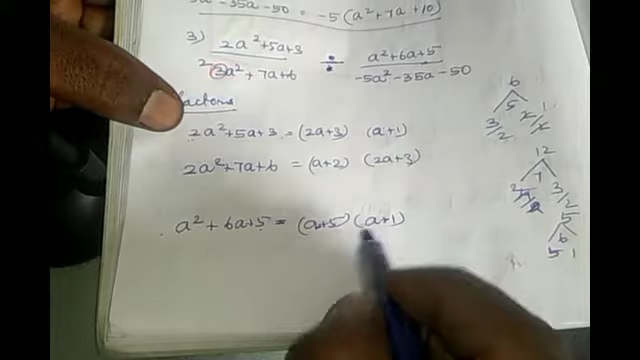 -35a -50 = -5(a²+7a+10)
3) 2a²+5a+3 ÷ a²+6a+5
2a²+7a+6 -5a²-35a-50
factors
2a²+5a+3 = (2a+3) (a+1)
2a²+7a+6 = (a+2) (2a+3)
a²+6a+5 = (a+5) (a+1)
6
5
3/2
12
7
3/2
5
6
5 1